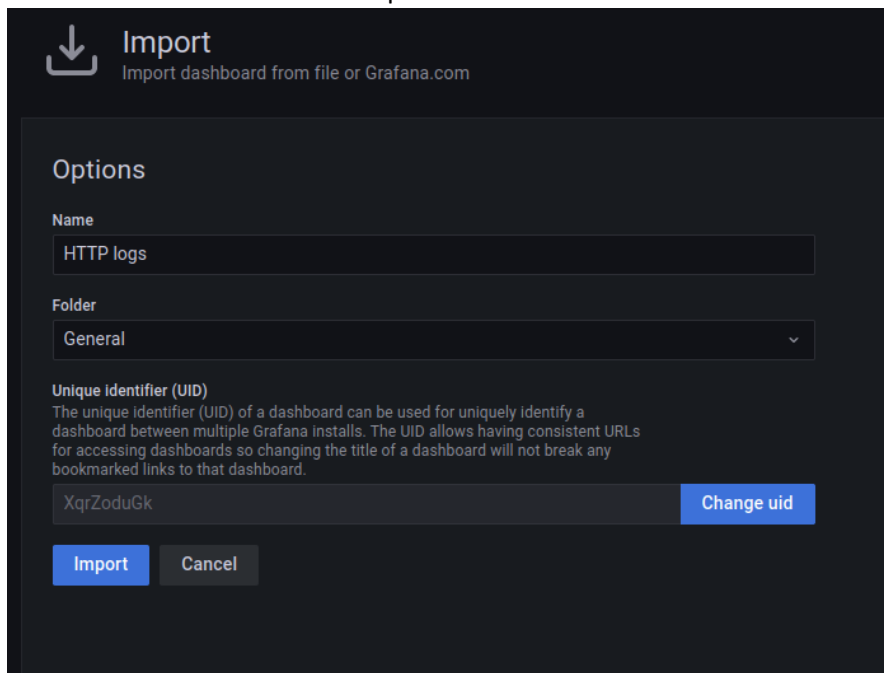 Import
Import dashboard from file or Grafana.com
Options
Name
HTTP logs
Folder
General
Unique identifier (UID)
The unique identifier (UID) of a dashboard can be used for uniquely identify a
dashboard between multiple Grafana installs. The UID allows having consistent URLs
for accessing dashboards so changing the title of a dashboard will not break any
bookmarked links to that dashboard.
XqrZoduGk
Change uid
Import
Cancel